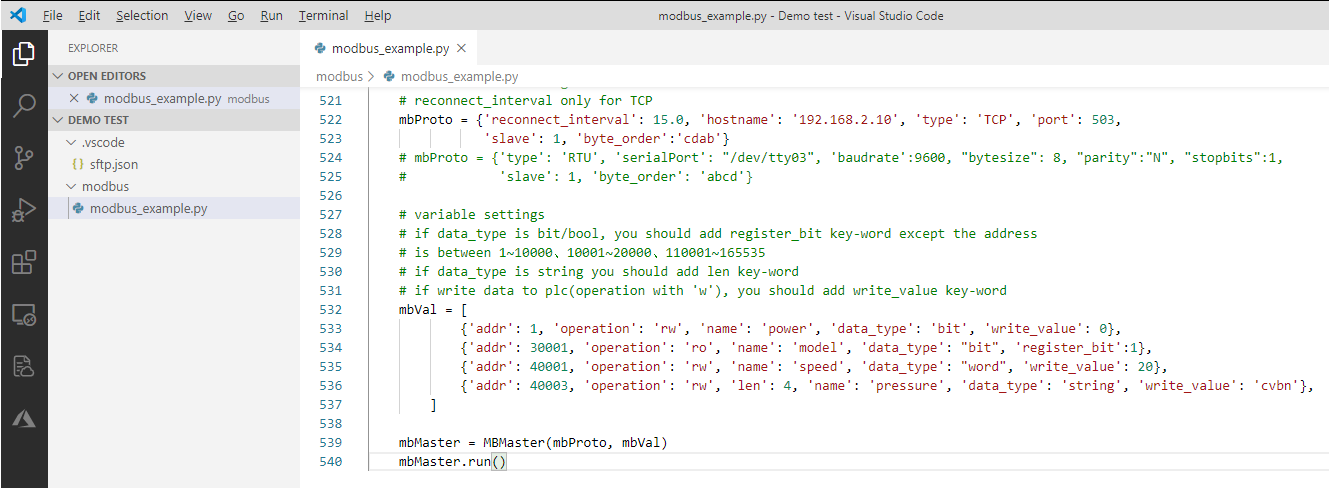 File Edit Selection View Go Run Terminal Help modbus_example.py - Demo test - Visual Studio Code
EXPLORER
OPEN EDITORS
modbus_example.py modbus
DEMO TEST
.vscode
{} sftp.json
modbus
modbus_example.py
modbus_example.py
modbus > modbus_example.py
521 # reconnect_interval only for TCP
522 mbProto = {'reconnect_interval': 15.0, 'hostname': '192.168.2.10', 'type': 'TCP', 'port': 503,
523 'slave': 1, 'byte_order':'cdab'}
524 # mbProto = {'type': 'RTU', 'serialPort': "/dev/tty03", 'baudrate':9600, "bytesize": 8, "parity":"N", "stopbits":1,
525 # 'slave': 1, 'byte_order': 'abcd'}
526
527 # variable settings
528 # if data_type is bit/bool, you should add register_bit key-word except the address
529 # is between 1~10000、10001~20000、110001~165535
530 # if data_type is string you should add len key-word
531 # if write data to plc(operation with 'w'), you should add write_value key-word
532 mbVal = [
533 {'addr': 1, 'operation': 'rw', 'name': 'power', 'data_type': 'bit', 'write_value': 0},
534 {'addr': 30001, 'operation': 'ro', 'name': 'model', 'data_type': "bit", 'register_bit':1},
535 {'addr': 40001, 'operation': 'rw', 'name': 'speed', 'data_type': "word", 'write_value': 20},
536 {'addr': 40003, 'operation': 'rw', 'len': 4, 'name': 'pressure', 'data_type': 'string', 'write_value': 'cvbn'},
537 ]
538
539 mbMaster = MBMaster(mbProto, mbVal)
540 mbMaster.run()